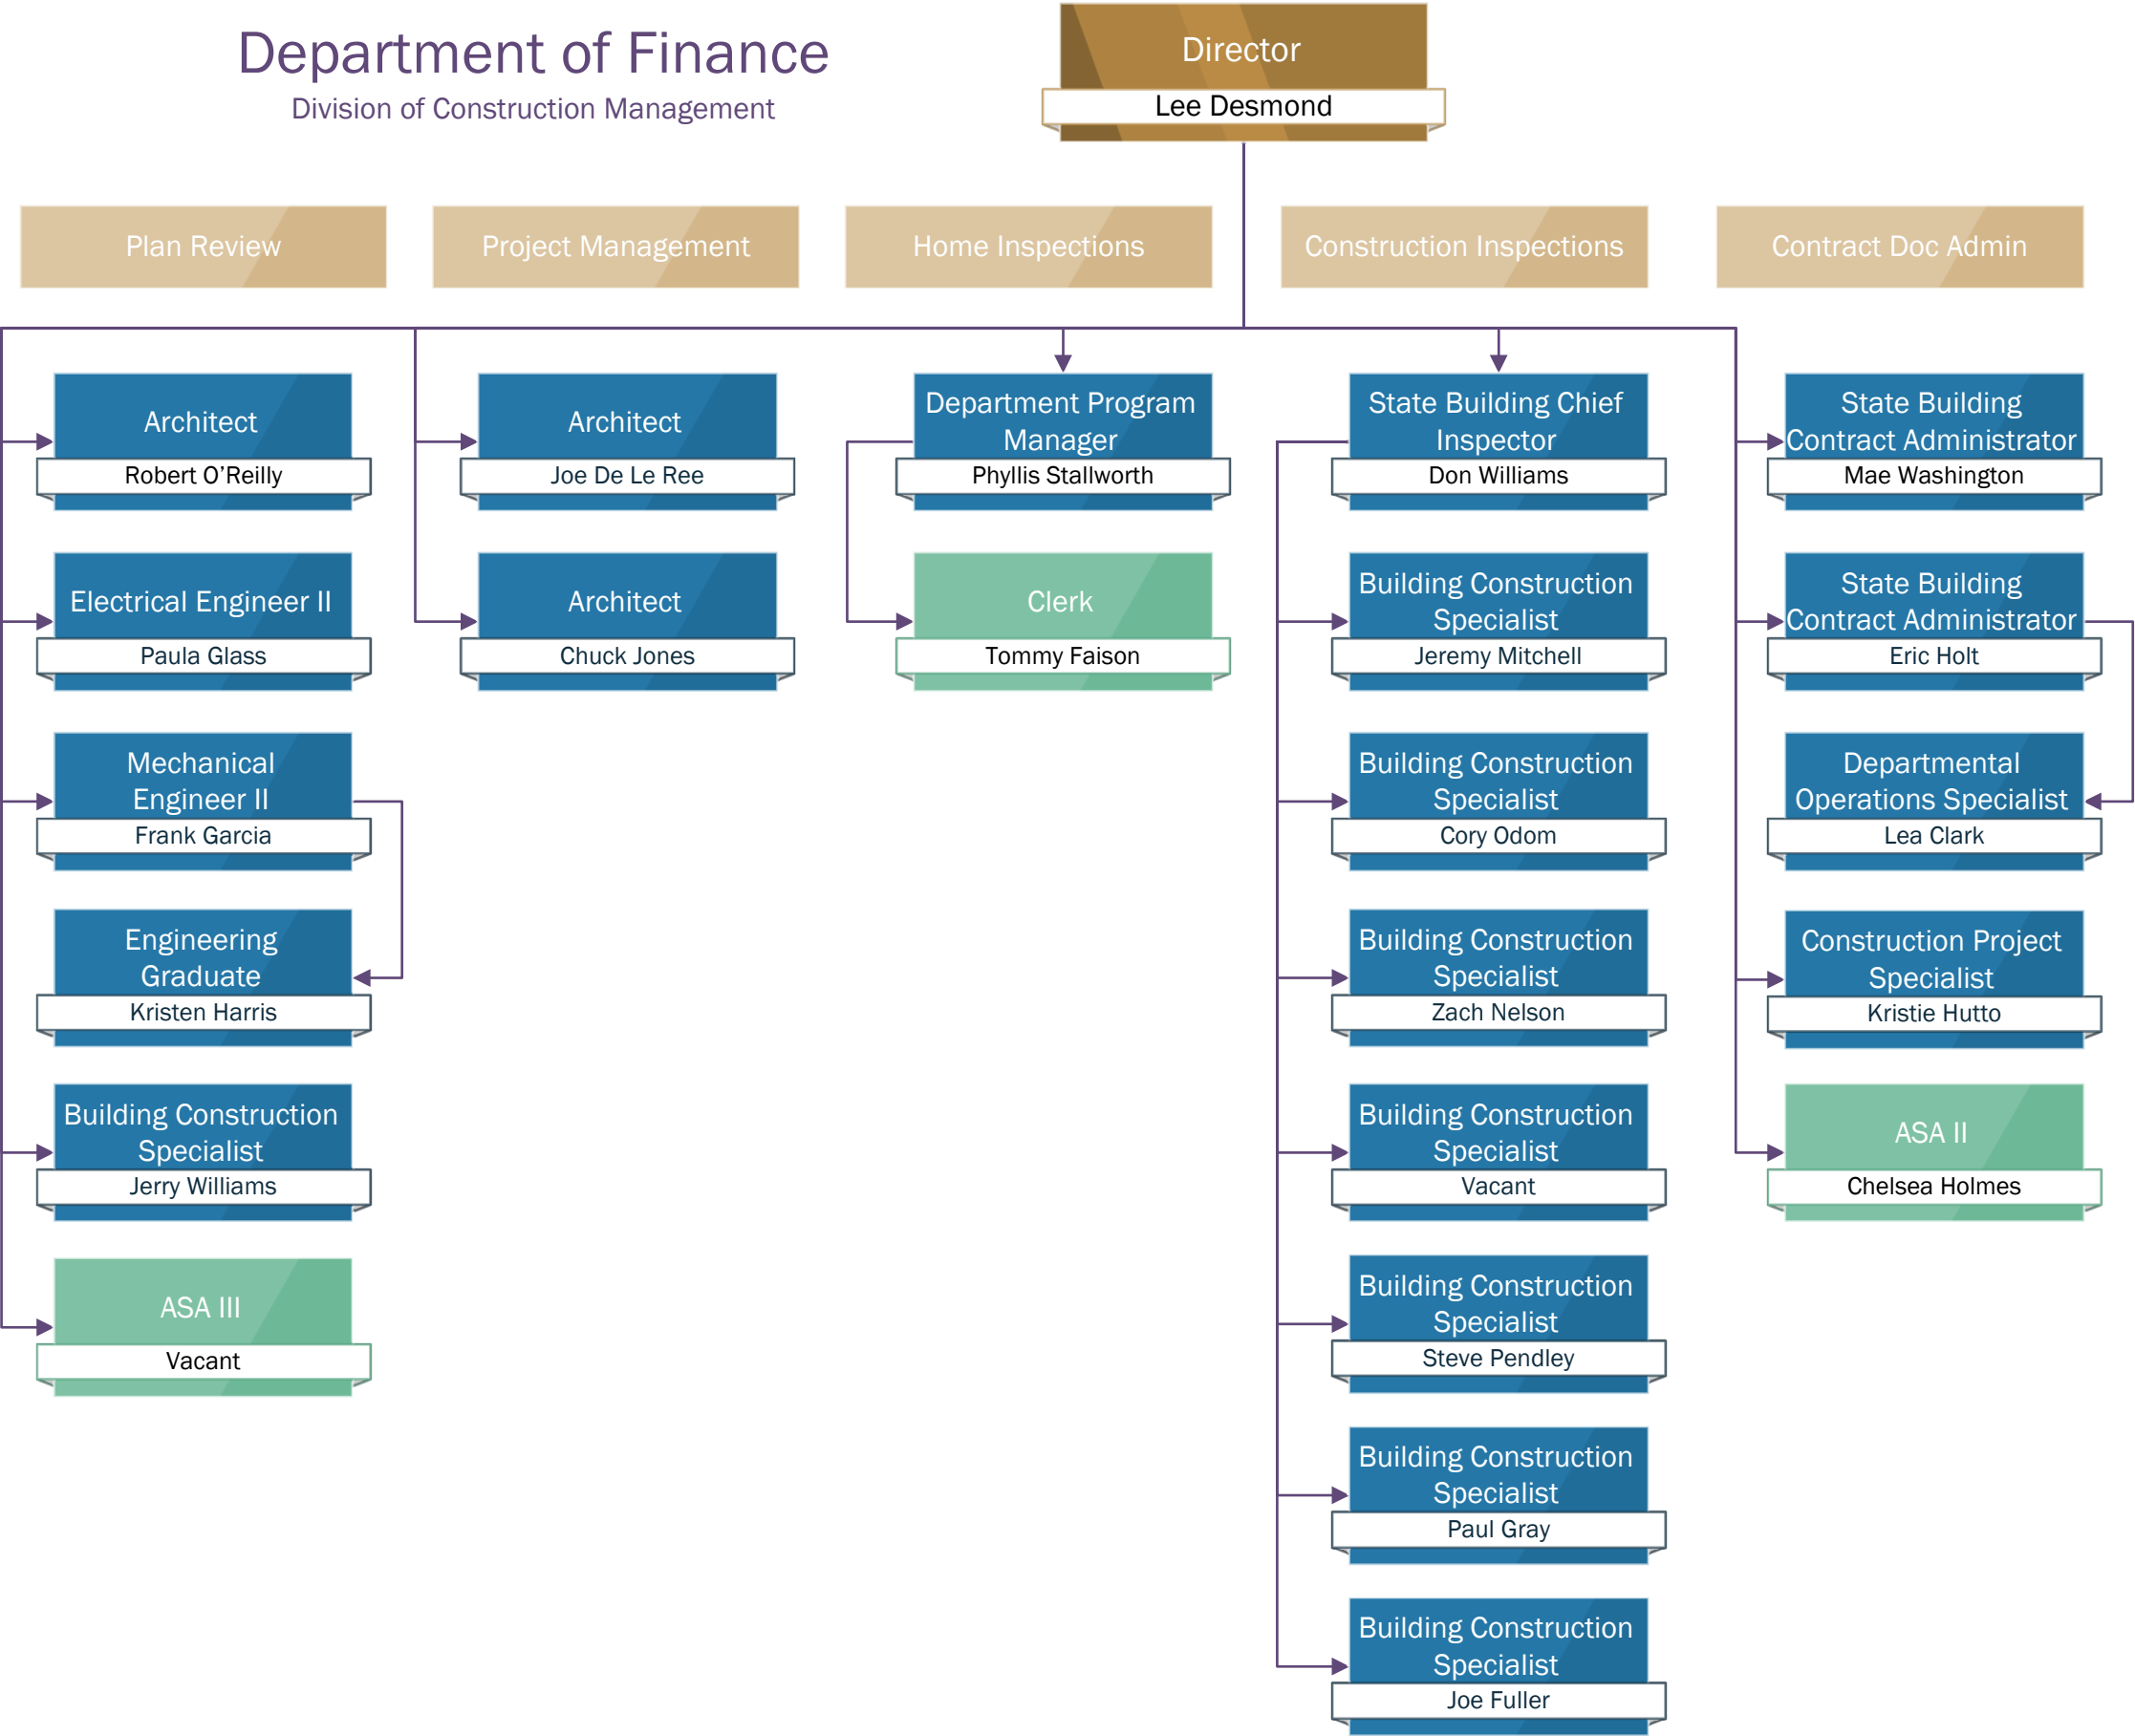 Department of Finance
Division of Construction Management
Director
Lee Desmond
Plan Review
Project Management
Home Inspections
Construction Inspections
Contract Doc Admin
Architect
Robert O’Reilly
Electrical Engineer II
Paula Glass
Mechanical
Engineer II
Frank Garcia
Engineering
Graduate
Kristen Harris
Building Construction
Specialist
Jerry Williams
ASA III
Vacant
Architect
Joe De Le Ree
Architect
Chuck Jones
Department Program
Manager
Phyllis Stallworth
Clerk
Tommy Faison
State Building Chief
Inspector
Don Williams
Building Construction
Specialist
Jeremy Mitchell
Building Construction
Specialist
Cory Odom
Building Construction
Specialist
Zach Nelson
Building Construction
Specialist
Vacant
Building Construction
Specialist
Steve Pendley
Building Construction
Specialist
Paul Gray
Building Construction
Specialist
Joe Fuller
State Building
Contract Administrator
Mae Washington
State Building
Contract Administrator
Eric Holt
Departmental
Operations Specialist
Lea Clark
Construction Project
Specialist
Kristie Hutto
ASA II
Chelsea Holmes